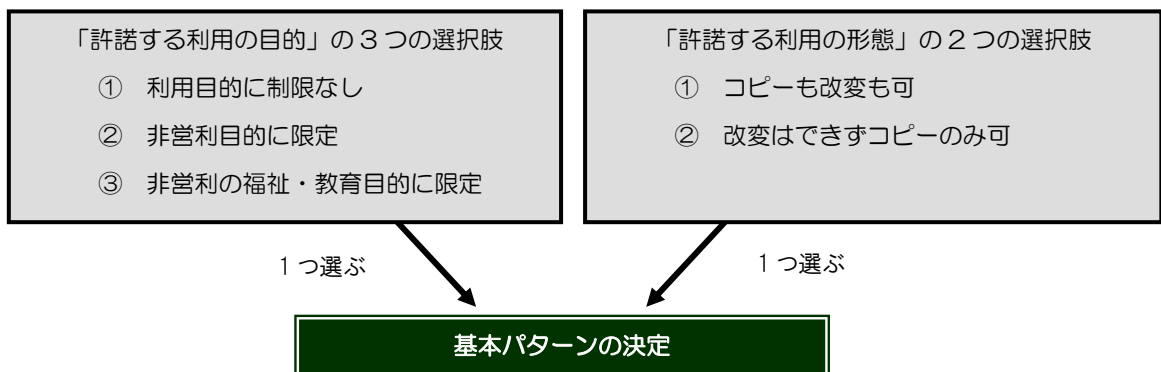 「許諾する利用の目的」の3つの選択肢
① 利用目的に制限なし
② 非営利目的に限定
③ 非営利の福祉・教育目的に限定
「許諾する利用の形態」の2つの選択肢
① コピーも改変も可
② 改変はできずコピーのみ可
1つ選ぶ
1つ選ぶ
基本パターンの決定